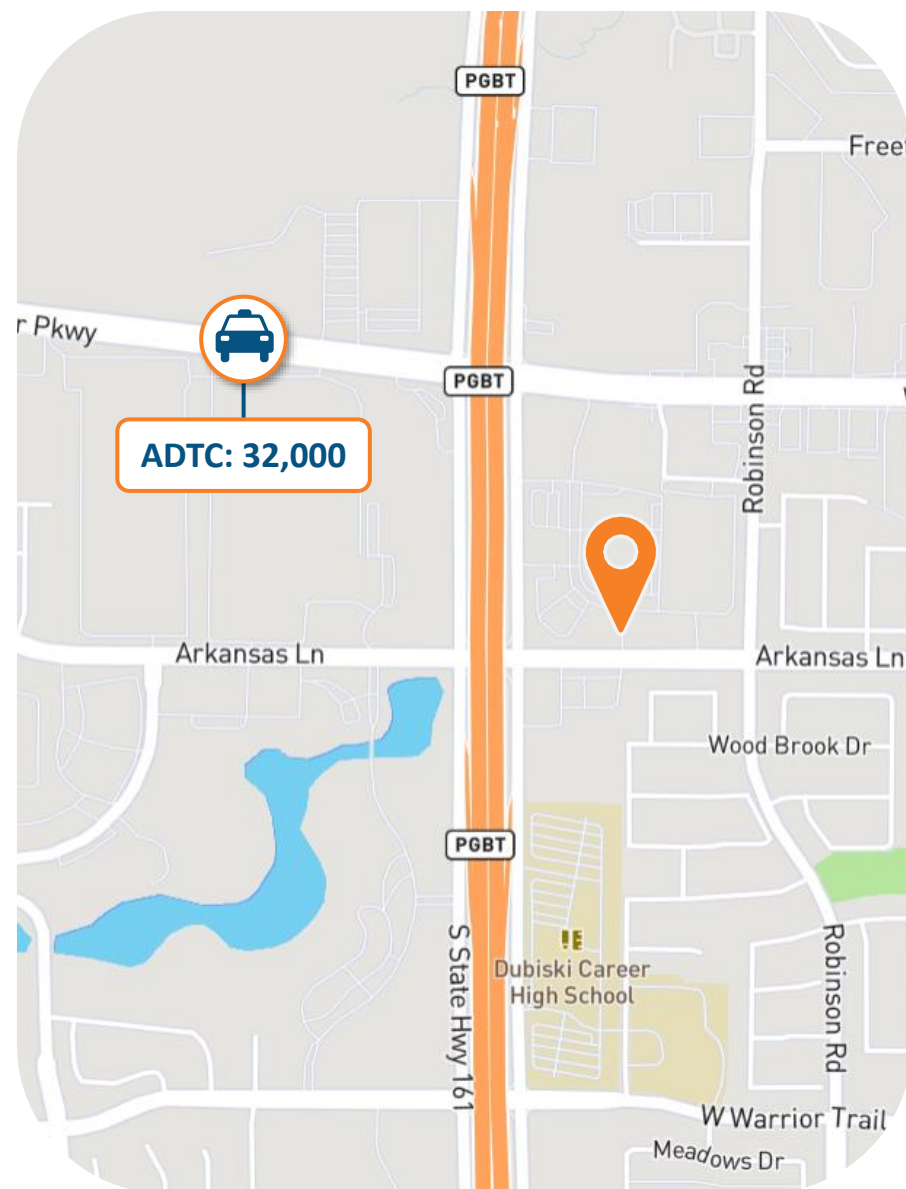 PGBT
Free
r Pkwy
PGBT
ADTC: 32,000
Robinson Rd
Arkansas Ln
Arkansas Ln
Wood Brook Dr
PGBT
S State Hwy 161
Dubiski Career
High School
Robinson Rd
W Warrior Trail
Meadows Dr